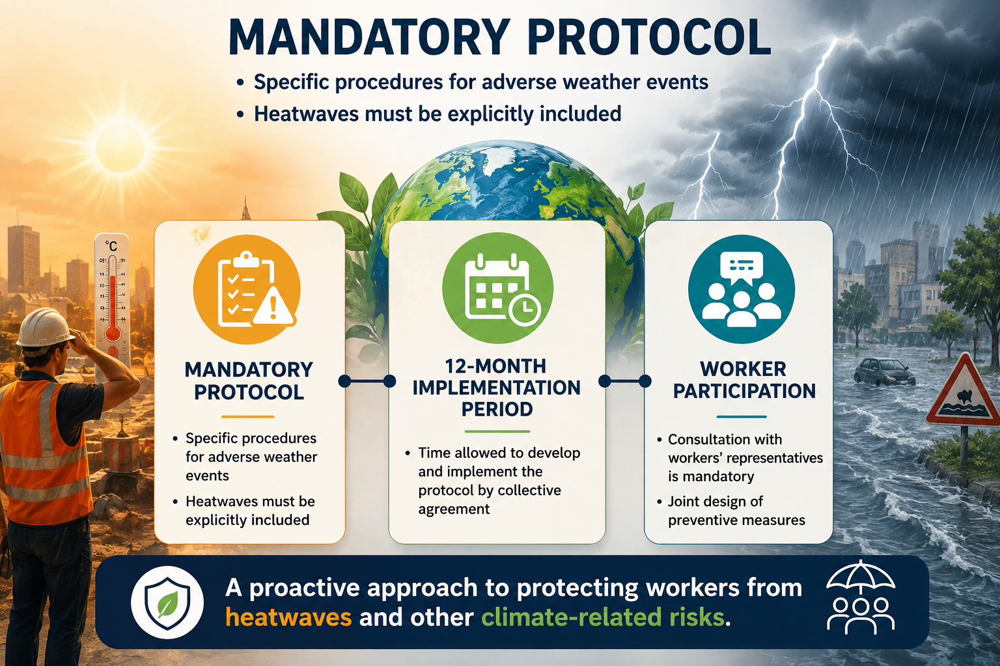 MANDATORY PROTOCOL
• Specific procedures for adverse weather events
• Heatwaves must be explicitly included
°C
MANDATORY
PROTOCOL
• Specific procedures
for adverse weather
events
• Heatwaves must be
explicitly included
12-MONTH
IMPLEMENTATION
PERIOD
• Time allowed to develop
and implement the
protocol by collective
agreement
WORKER
PARTICIPATION
• Consultation with
workers’ representatives
is mandatory
• Joint design of
preventive measures
A proactive approach to protecting workers from
heatwaves and other climate-related risks.